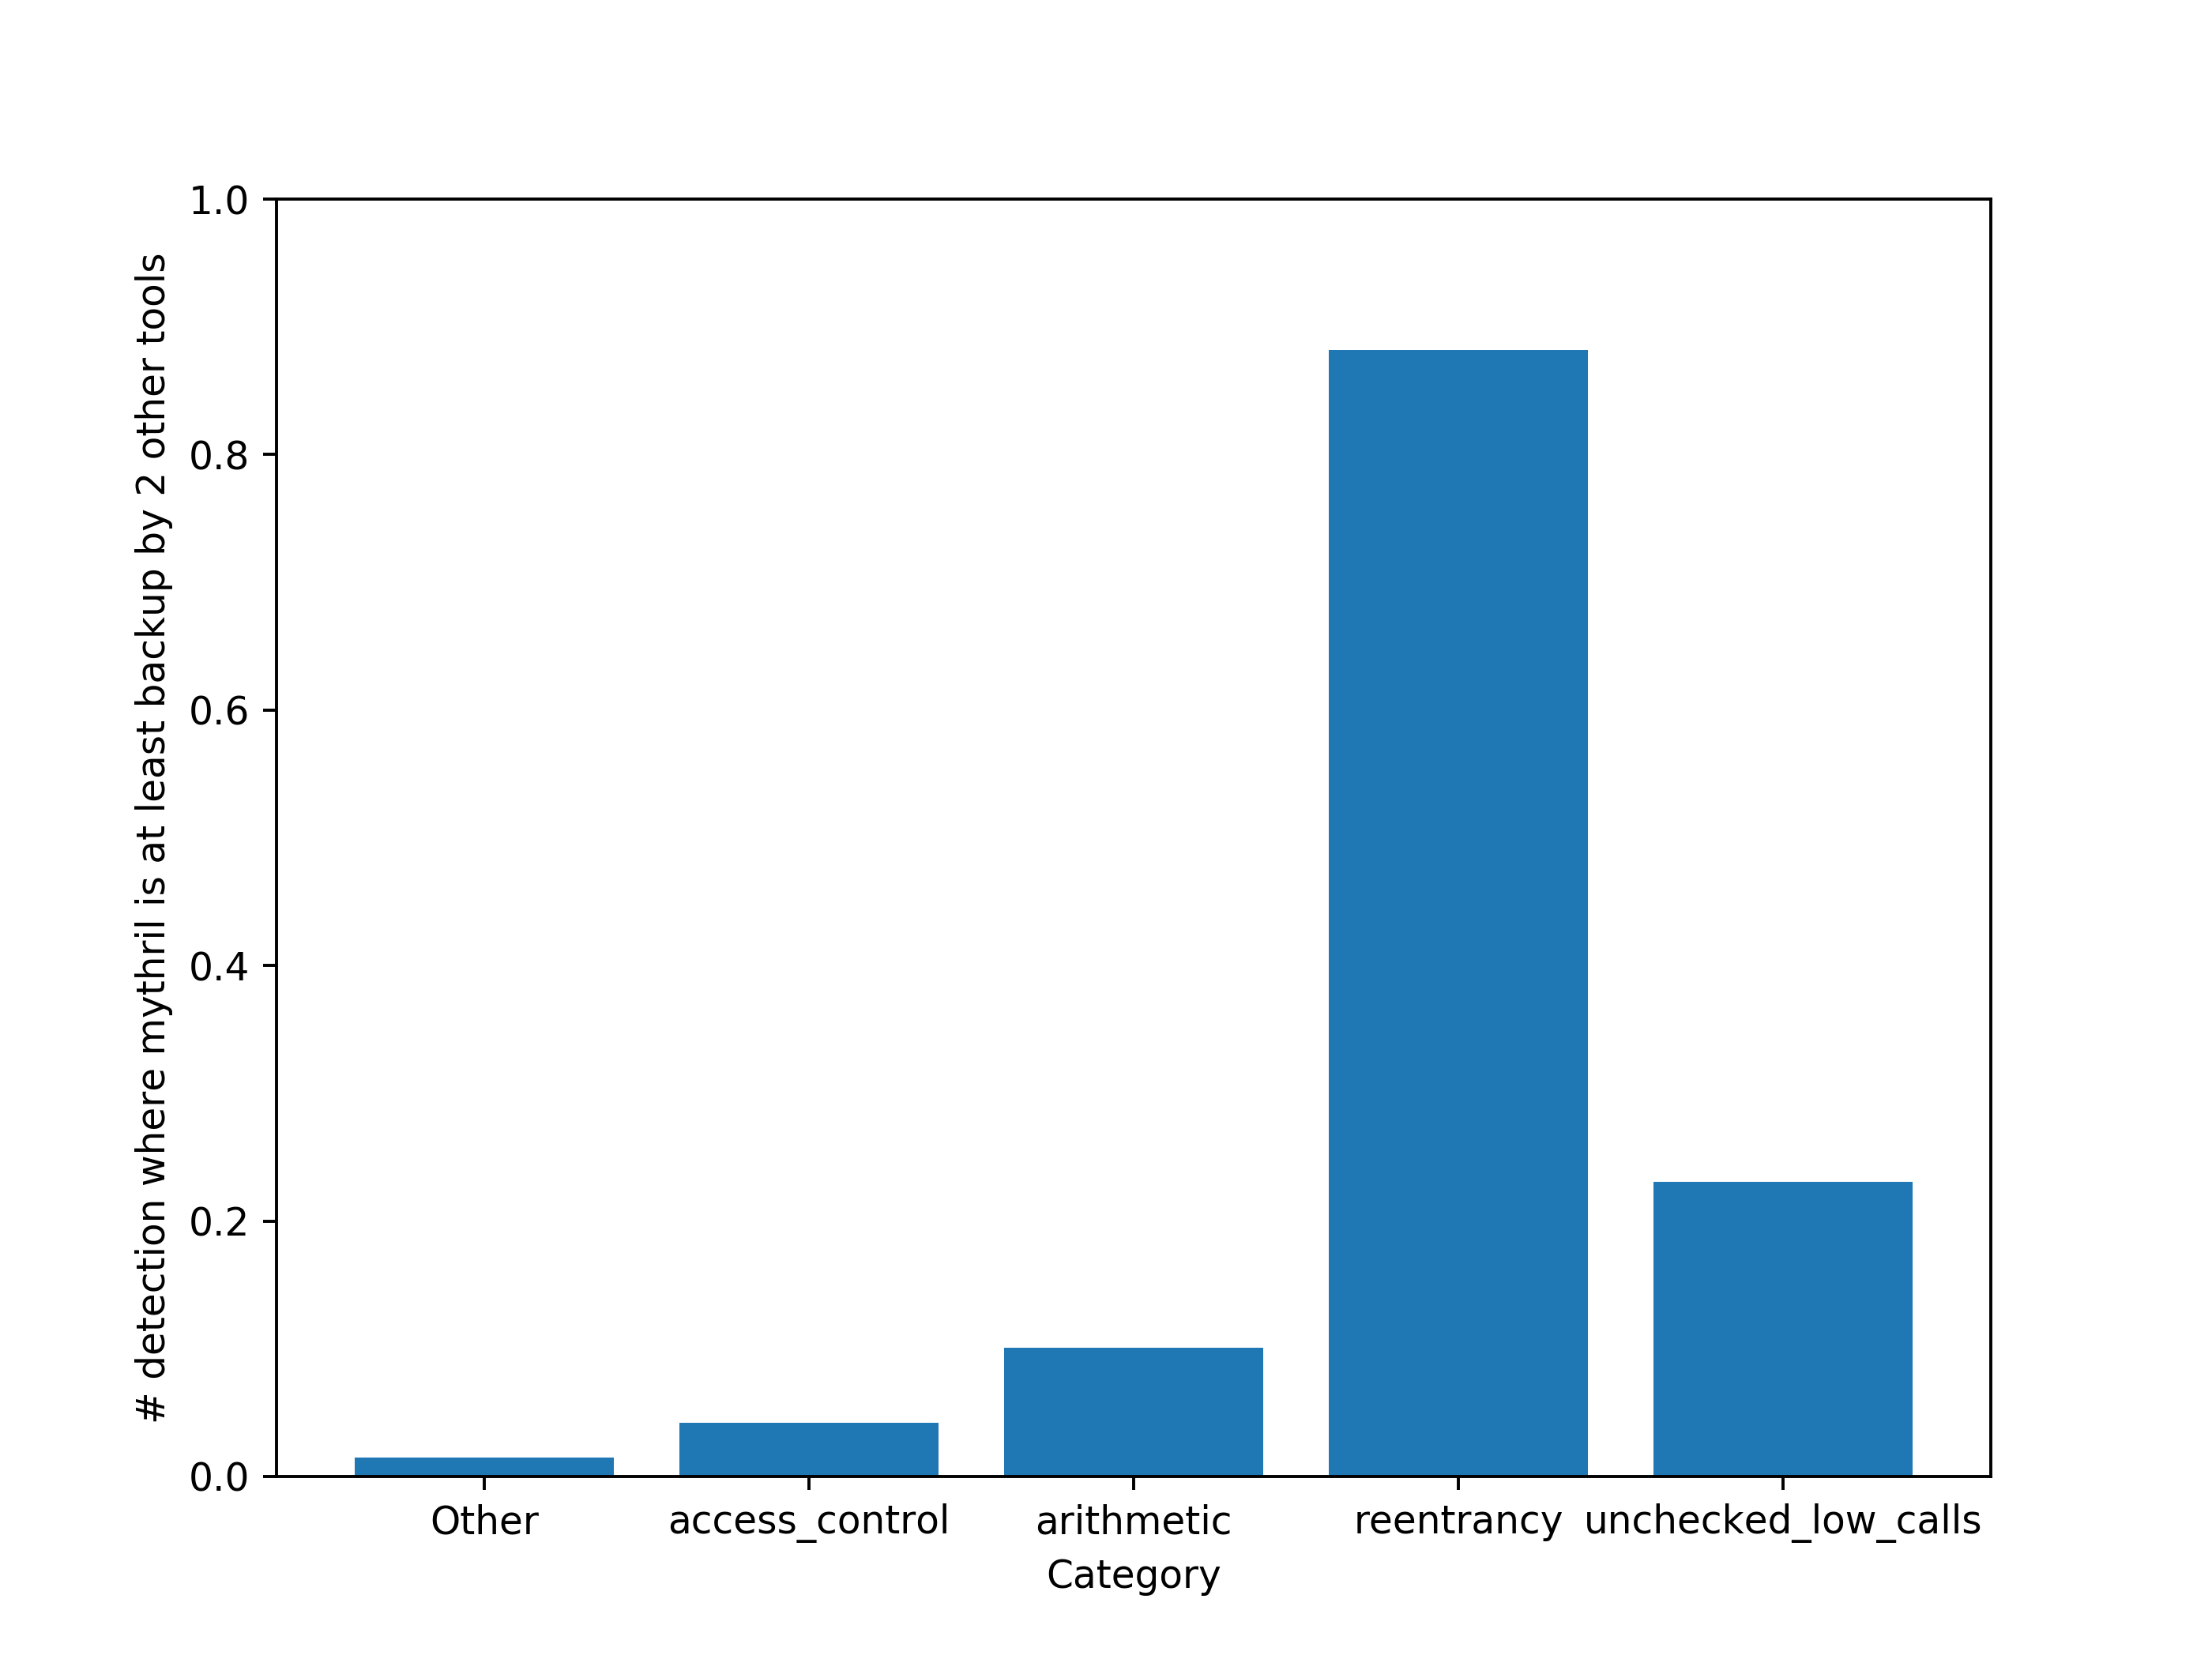 # detection where mythril is at least backup by 2 other tools
1.0
0.8
0.6
0.4
0.2
0.0
Other access_control arithmetic reentrancy unchecked_low_calls
Category